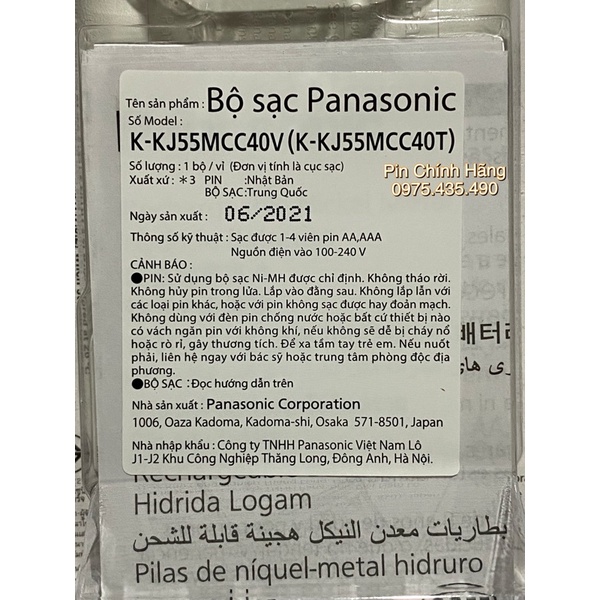 Tên sản phẩm : Bộ sạc Panasonic
Số Model :
K-KJ55MCC40V (K-KJ55MCC40T)
Số lượng : 1 bộ / vỉ (Đơn vị tính là cục sạc)
Xuất xứ : *3 PIN :Nhật Bản
BỘ SẠC:Trung Quốc
Pin Chính Hãng
0975.435.490
Ngày sản xuất : 06/2021
Thông số kỹ thuật : Sạc được 1-4 viên pin AA,AAA
Nguồn điện vào 100-240 V
CẢNH BÁO :
●PIN: Sử dụng bộ sạc Ni-MH được chỉ định. Không tháo rời.
Không hủy pin trong lửa. Lắp vào đằng sau. Không lắp lẫn với
các loại pin khác, hoặc với pin không sạc được hay đoản mạch.
Không dùng với đèn pin chống nước hoặc bất cứ thiết bị nào
có vách ngăn pin với không khí, nếu không sẽ dễ bị cháy nổ
hoặc rò rỉ, gây thương tích. Để xa tầm tay trẻ em. Nếu nuốt
phải, liên hệ ngay với bác sỹ hoặc trung tâm phòng độc địa
phương.
●BỘ SẠC :Đọc hướng dẫn trên
Nhà sản xuất : Panasonic Corporation
1006, Oaza Kadoma, Kadoma-shi, Osaka 571-8501, Japan
Nhà nhập khẩu : Công ty TNHH Panasonic Việt Nam Lô
J1-J2 Khu Công Nghiệp Thăng Long, Đông Anh, Hà Nội.
Hidrida Logam
بطاريات معدن النيكل هجينة قابلة للشحن
Pilas de níquel-metal hidruro